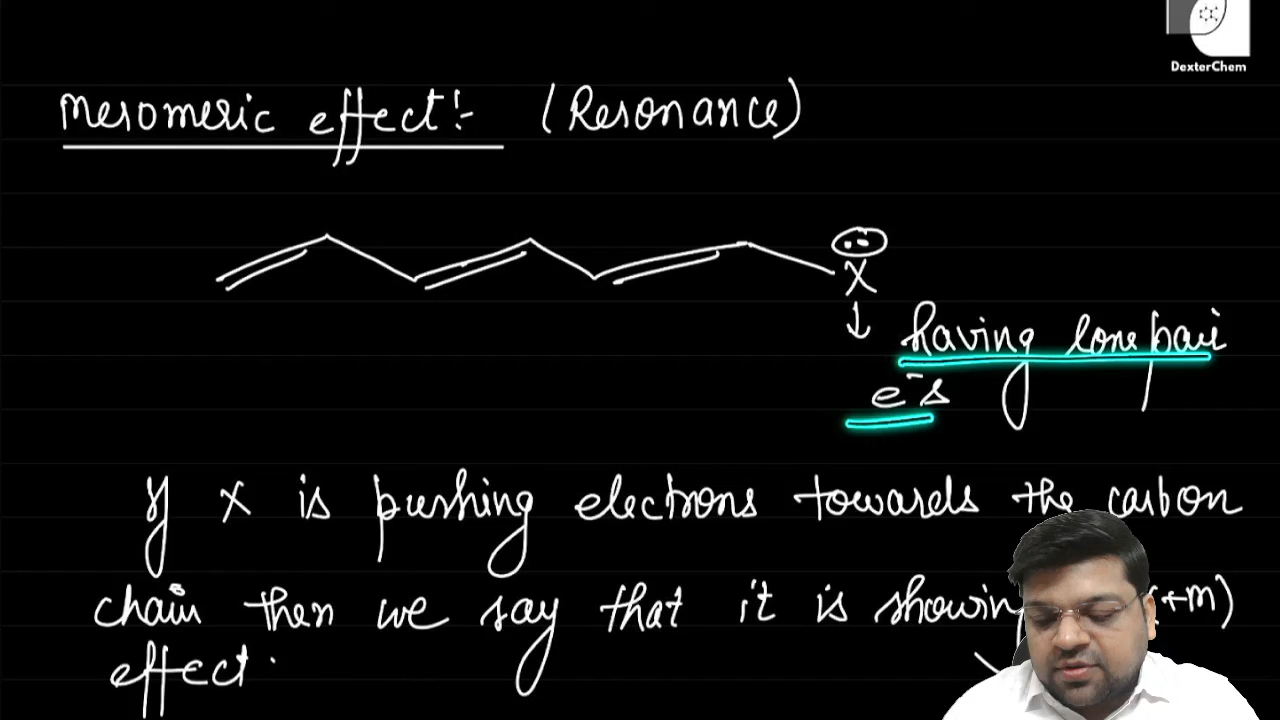 DexterChem
Mesomeric effect:- (Resonance)
X
having lone pair
e⁻s
If X is pushing electrons towards the carbon
chain then we say that it is showing (+m)
effect.